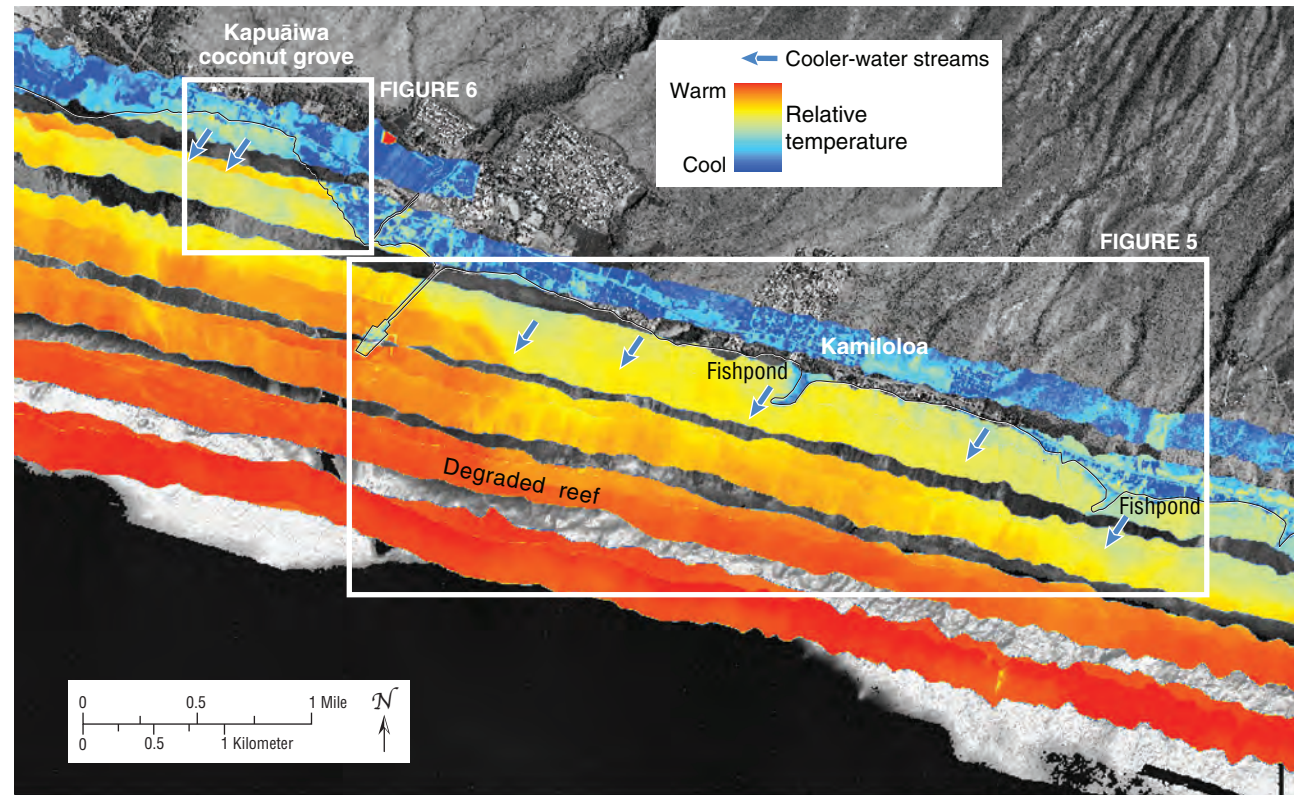 Kapuāiwa
coconut grove
FIGURE 6
Cooler-water streams
Warm
Relative
temperature
Cool
FIGURE 5
Kamiloloa
Fishpond
Degraded reef
Fishpond
0 0.5 1 Mile
N
0 0.5 1 Kilometer